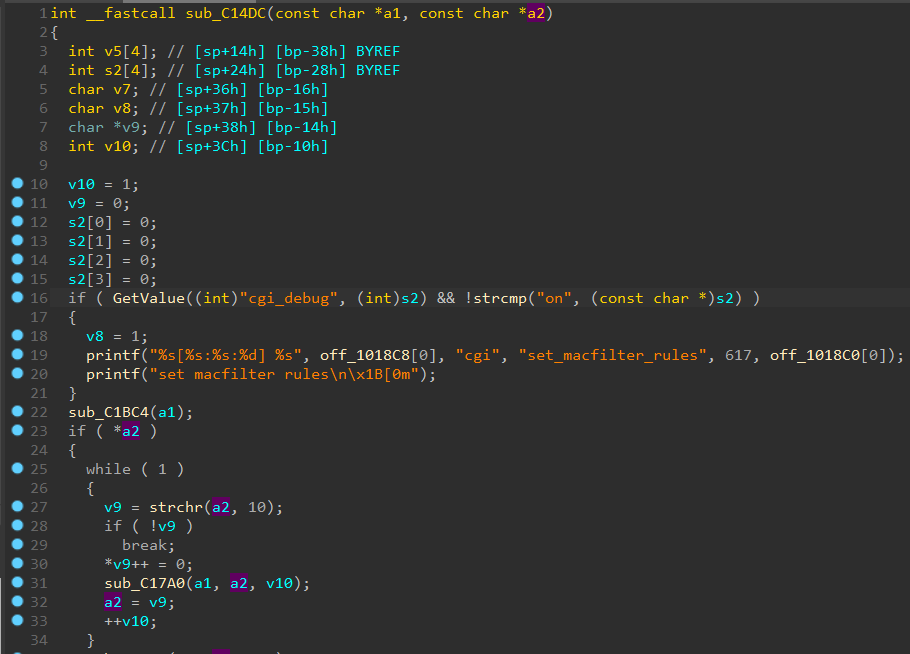 1 int __fastcall sub_C14DC(const char *a1, const char *a2)
2 {
3 int v5[4]; // [sp+14h] [bp-38h] BYREF
4 int s2[4]; // [sp+24h] [bp-28h] BYREF
5 char v7; // [sp+36h] [bp-16h]
6 char v8; // [sp+37h] [bp-15h]
7 char *v9; // [sp+38h] [bp-14h]
8 int v10; // [sp+3Ch] [bp-10h]
9
10 v10 = 1;
11 v9 = 0;
12 s2[0] = 0;
13 s2[1] = 0;
14 s2[2] = 0;
15 s2[3] = 0;
16 if ( GetValue((int)"cgi_debug", (int)s2) && !strcmp("on", (const char *)s2) )
17 {
18 v8 = 1;
19 printf("%s[%s:%s:%d] %s", off_1018C8[0], "cgi", "set_macfilter_rules", 617, off_1018C0[0]);
20 printf("set macfilter rules\n\x1B[0m");
21 }
22 sub_C1BC4(a1);
23 if ( *a2 )
24 {
25 while ( 1 )
26 {
27 v9 = strchr(a2, 10);
28 if ( !v9 )
29 break;
30 *v9++ = 0;
31 sub_C17A0(a1, a2, v10);
32 a2 = v9;
33 ++v10;
34 }